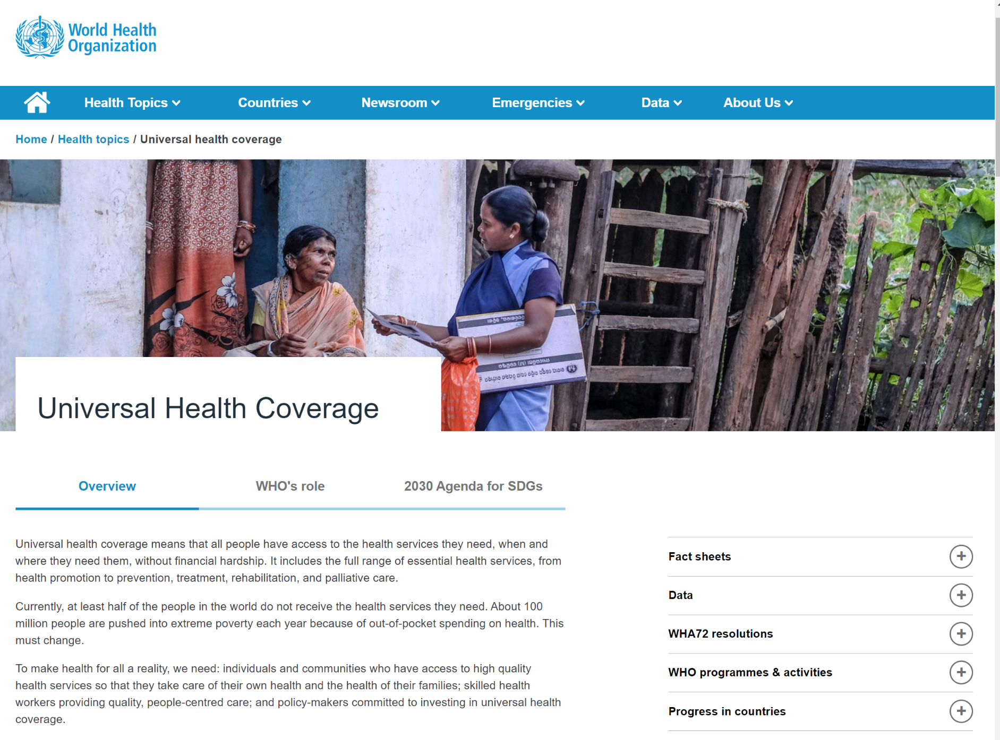 World Health
Organization
Health Topics
Countries
Newsroom
Emergencies
Data
About Us
Home / Health topics / Universal health coverage
Universal Health Coverage
Overview
WHO's role
2030 Agenda for SDGs
Universal health coverage means that all people have access to the health services they need, when and
where they need them, without financial hardship. It includes the full range of essential health services, from
health promotion to prevention, treatment, rehabilitation, and palliative care.
Currently, at least half of the people in the world do not receive the health services they need. About 100
million people are pushed into extreme poverty each year because of out-of-pocket spending on health. This
must change.
To make health for all a reality, we need: individuals and communities who have access to high quality
health services so that they take care of their own health and the health of their families; skilled health
workers providing quality, people-centred care; and policy-makers committed to investing in universal health
coverage.
Fact sheets
Data
WHA72 resolutions
WHO programmes & activities
Progress in countries